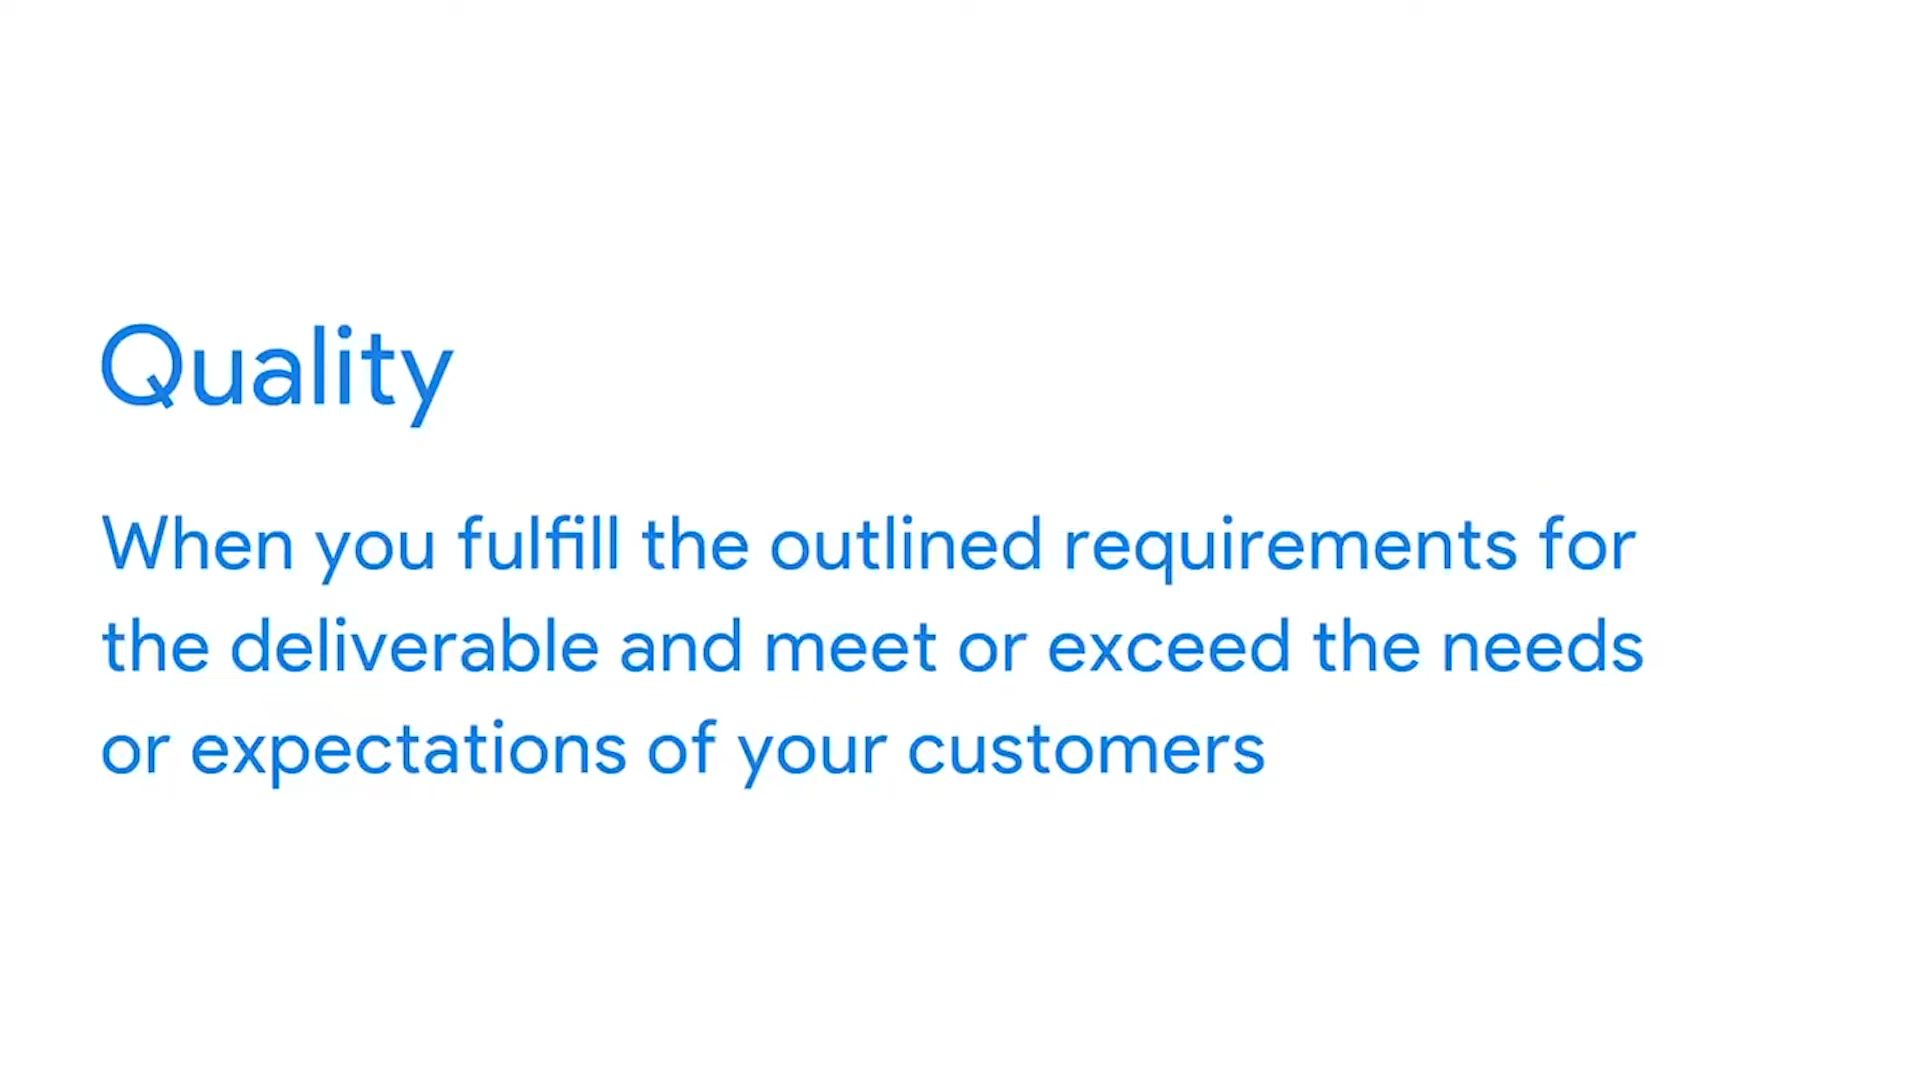 Quality
When you fulfill the outlined requirements for
the deliverable and meet or exceed the needs
or expectations of your customers